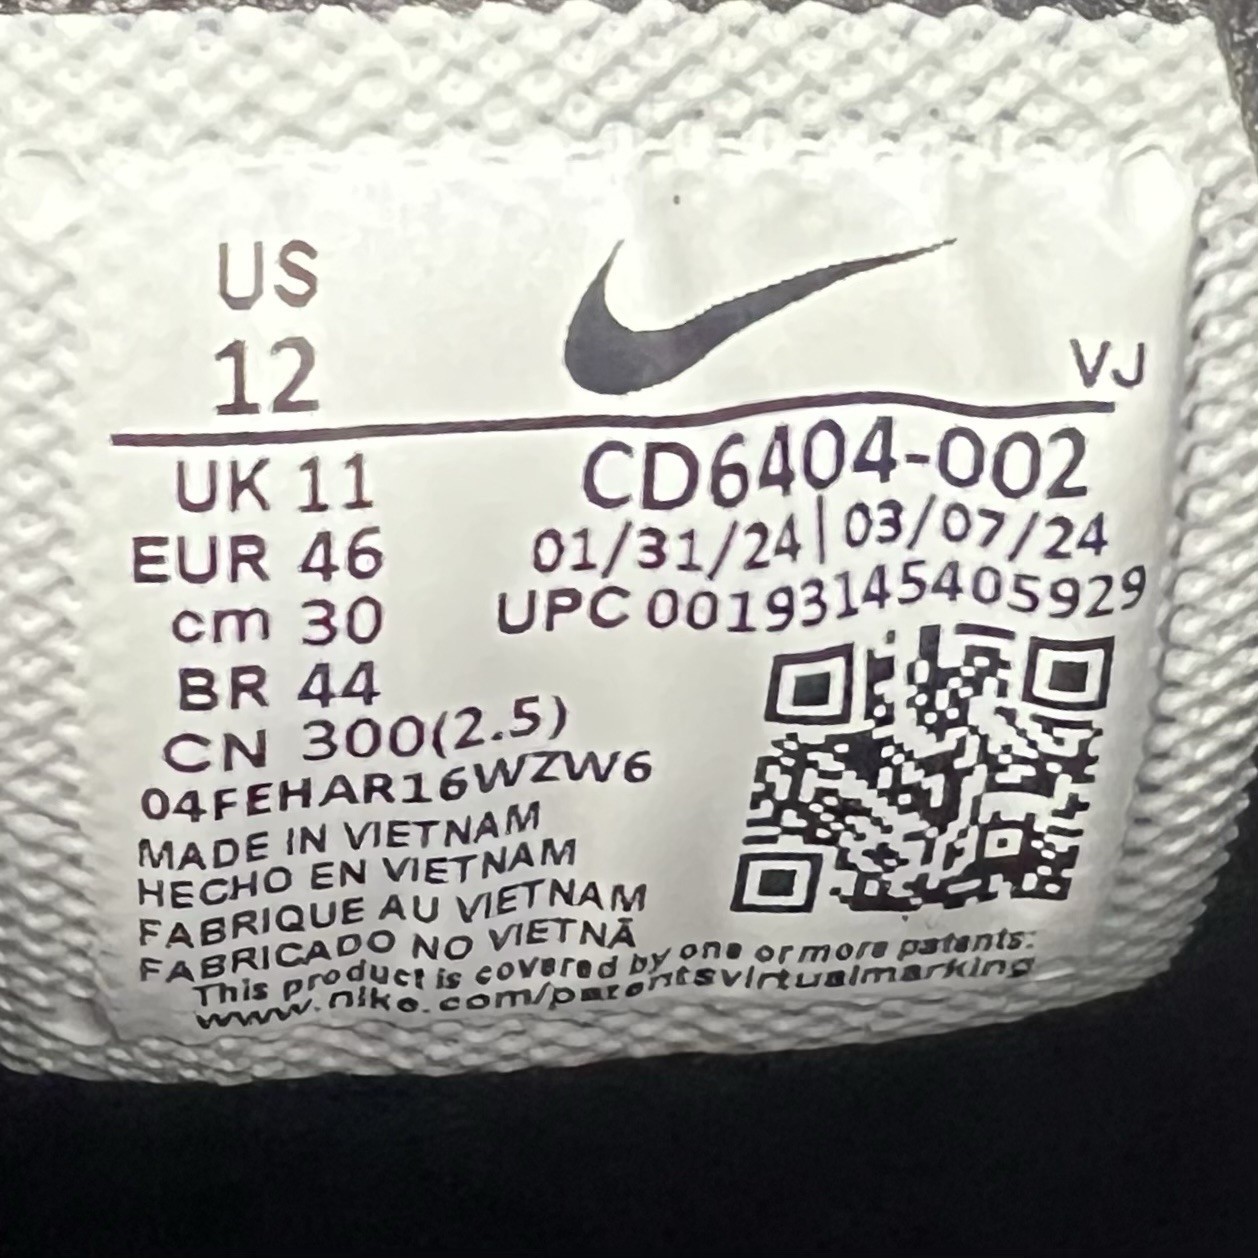 US
12
VJ
UK 11
EUR 46
cm 30
BR 44
CN 300(2.5)
CD6404-002
01/31/24|03/07/24
UPC 00193145405929
04FEHAR16WZW6
MADE IN VIETNAM
HECHO EN VIETNAM
FABRIQUE AU VIETNAM
FABRICADO NO VIETNÃ
This product is covered by one or more patents:
www.nike.com/patentsvirtualmarking